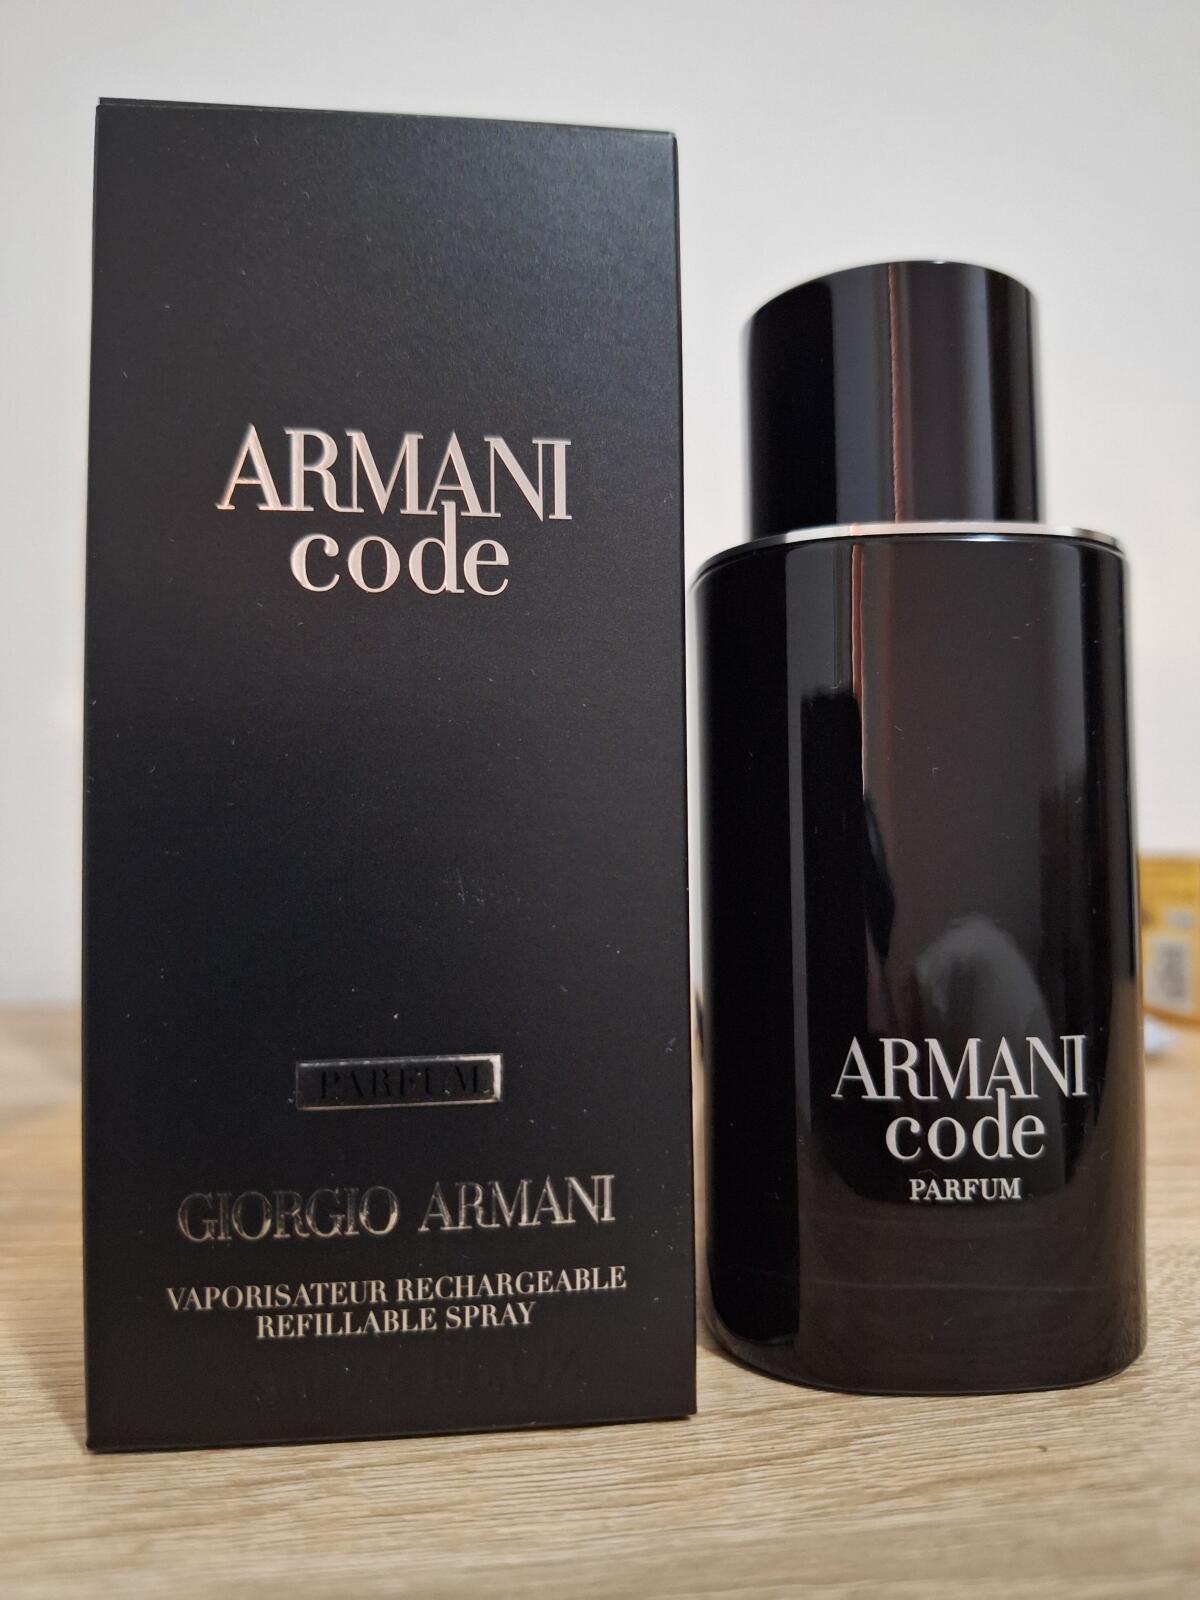 ARMANI
code
PARFUM
GIORGIO ARMANI
VAPORISATEUR RECHARGEABLE
REFILLABLE SPRAY
ARMANI
code
PARFUM